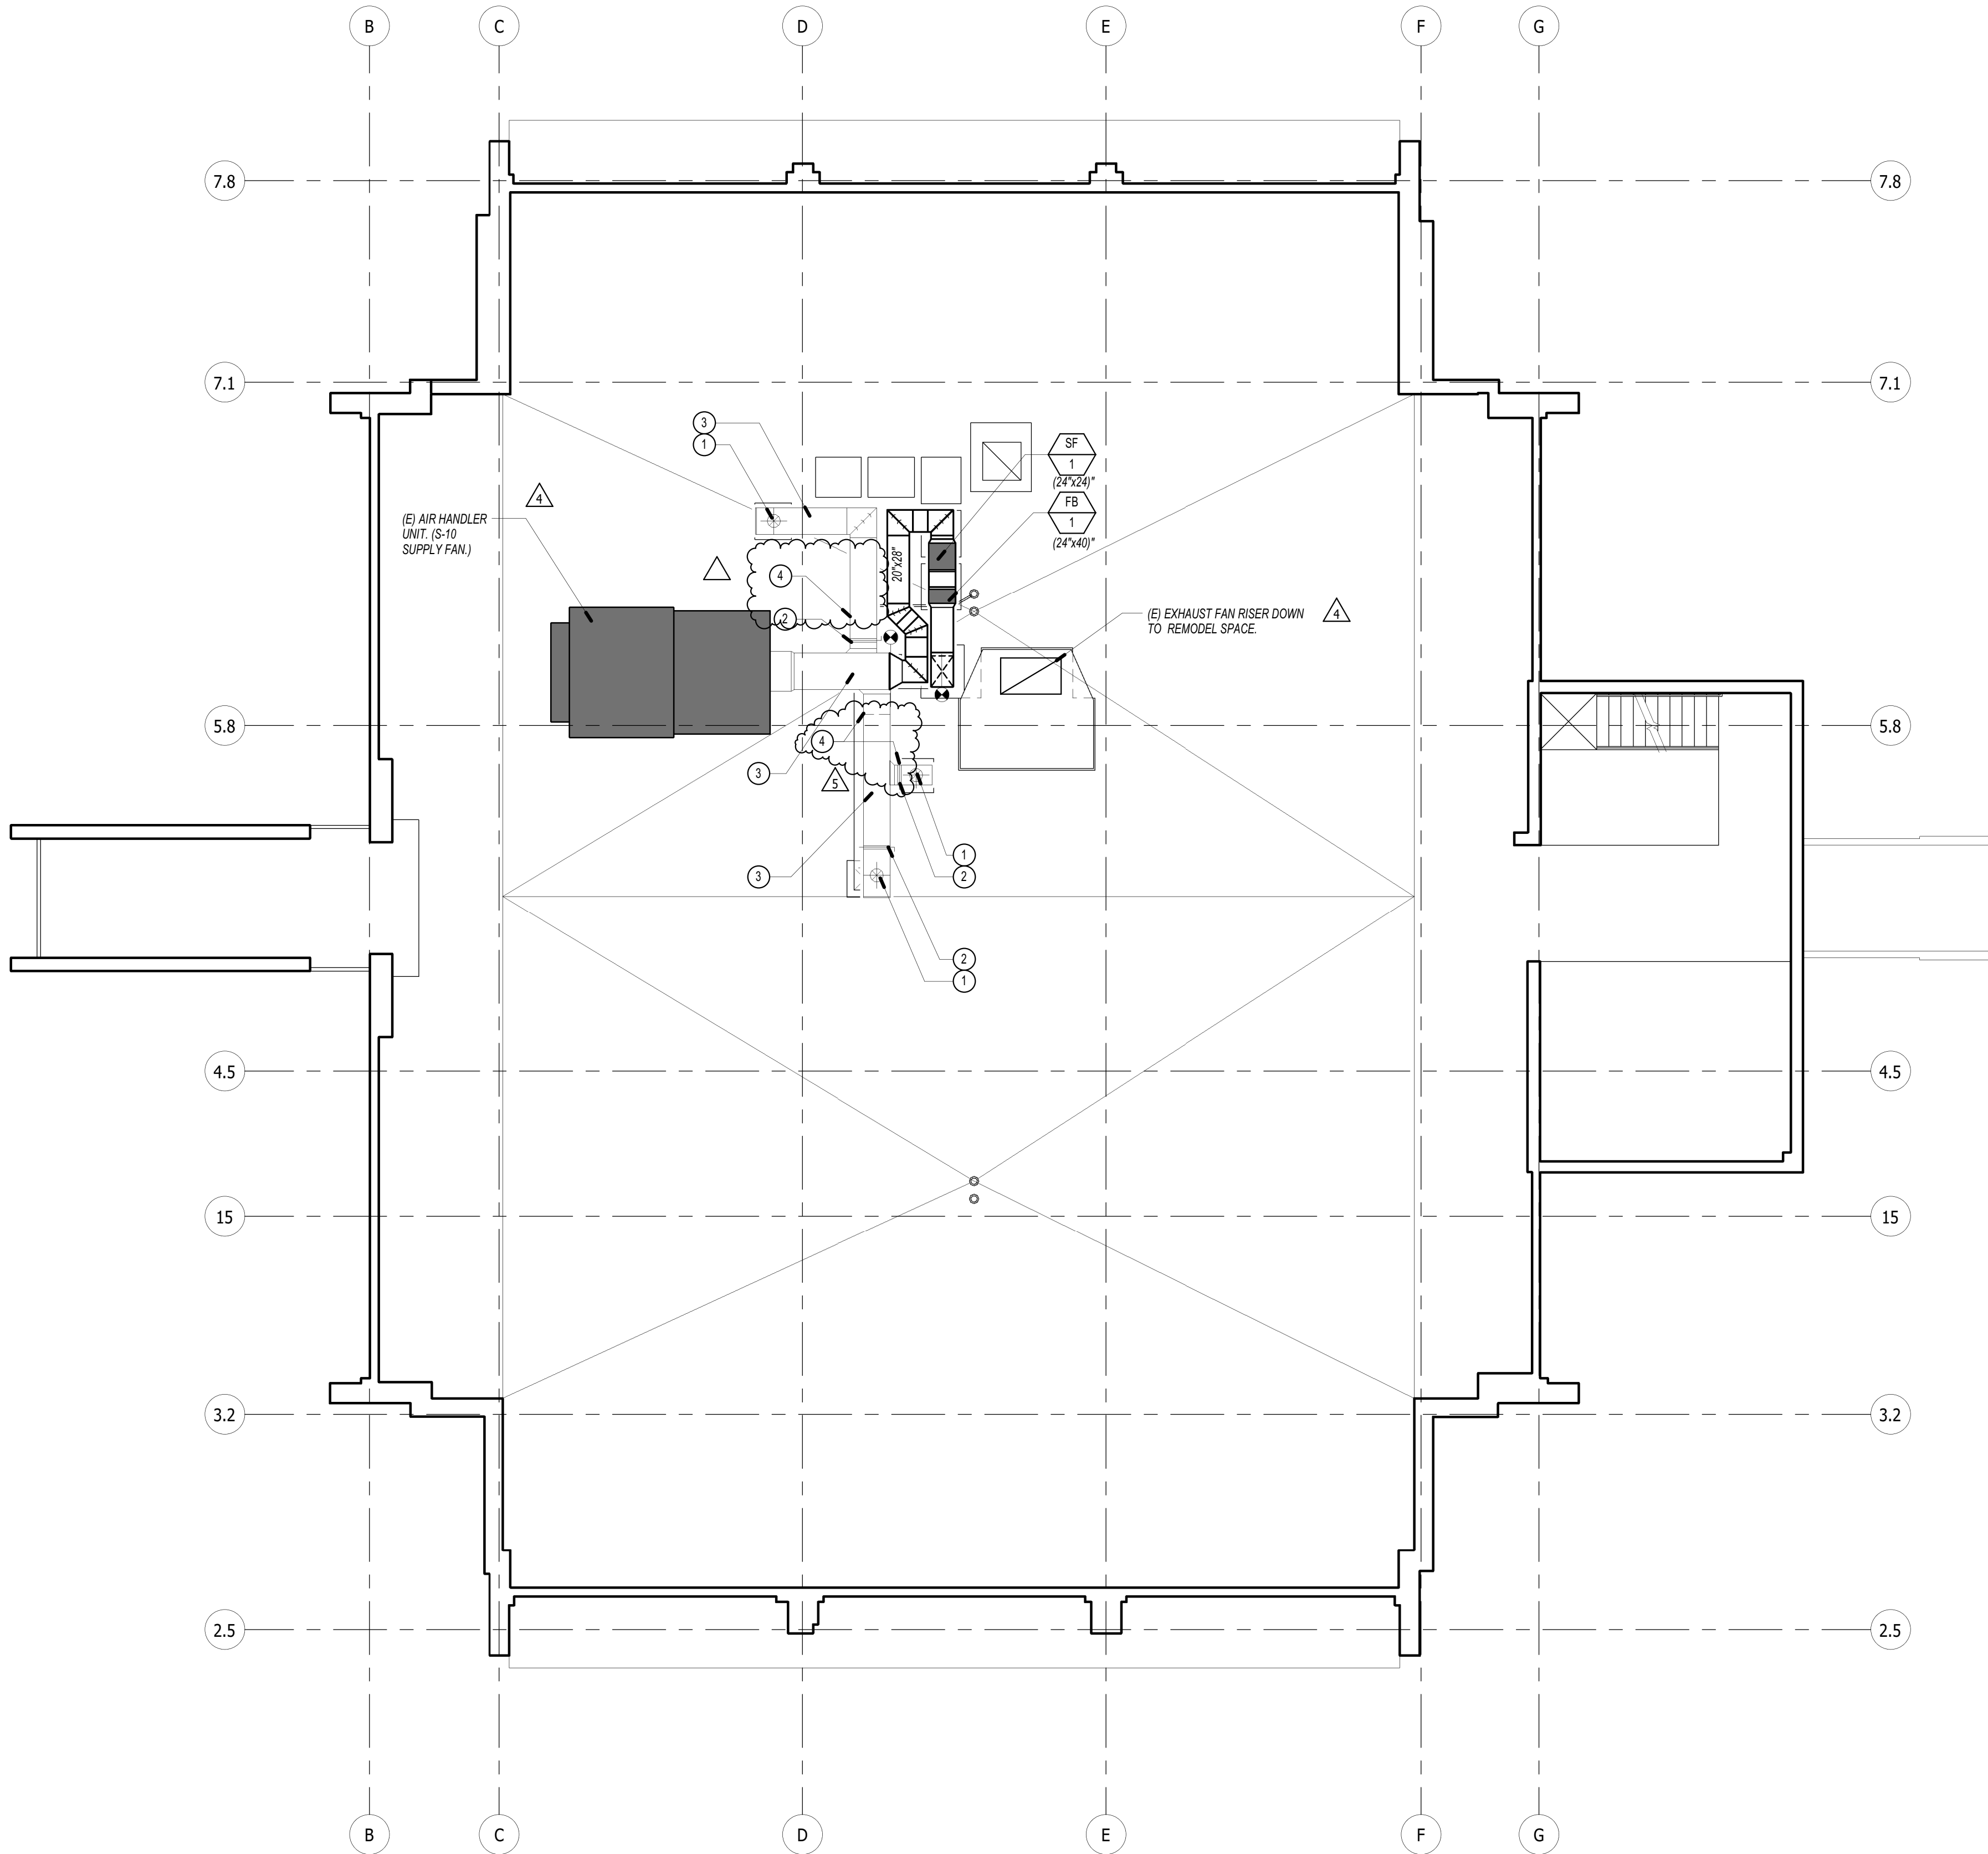 B
C
D
E
F
G
7.8
7.8
7.1
7.1
3
1
SF
1
(24"x24)"
FB
1
(24"x40)"
4
(E) AIR HANDLER
UNIT. (S-10
SUPPLY FAN.)
20"x28"
4
2
(E) EXHAUST FAN RISER DOWN
TO REMODEL SPACE.
4
5.8
5.8
4
3
5
1
2
3
2
1
4.5
4.5
15
15
3.2
3.2
2.5
2.5
B
C
D
E
F
G